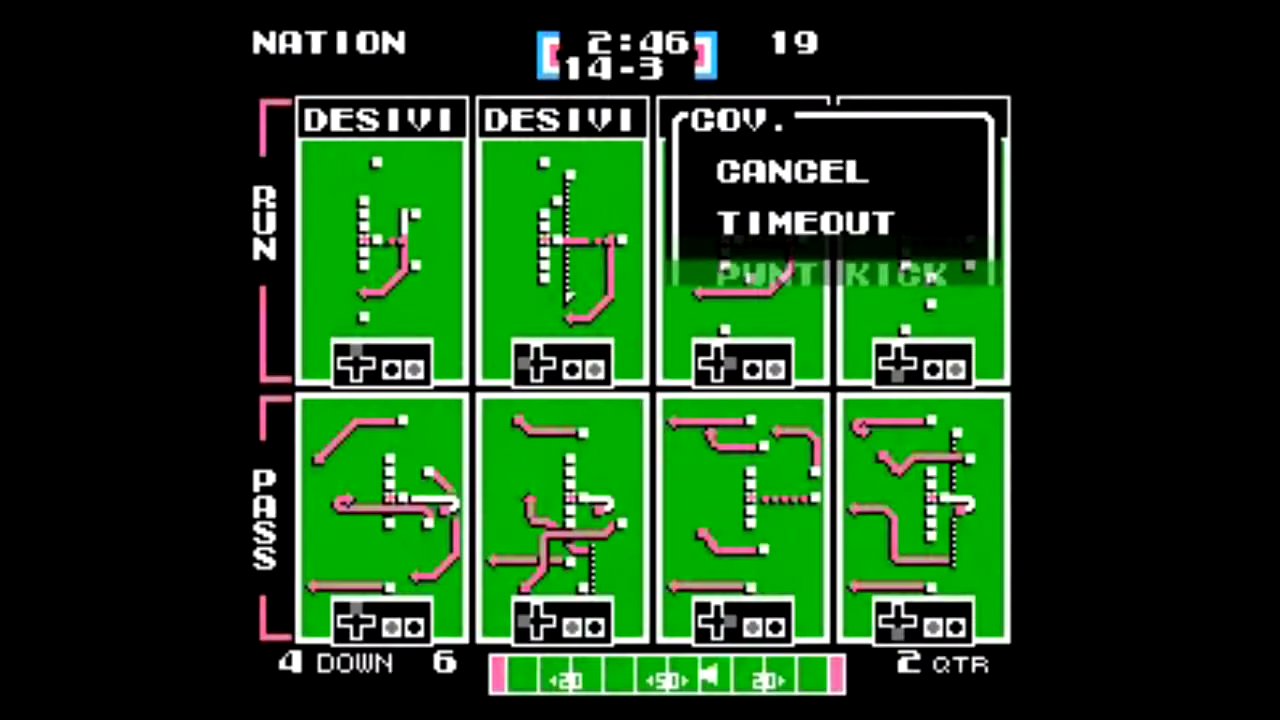 NATION 2:46 19
14-3
DESIVI DESIVI COV.
CANCEL
TIMEOUT
PUNT KICK
RUN
PASS
4 DOWN 6 2 QTR
<20 <50> 20>